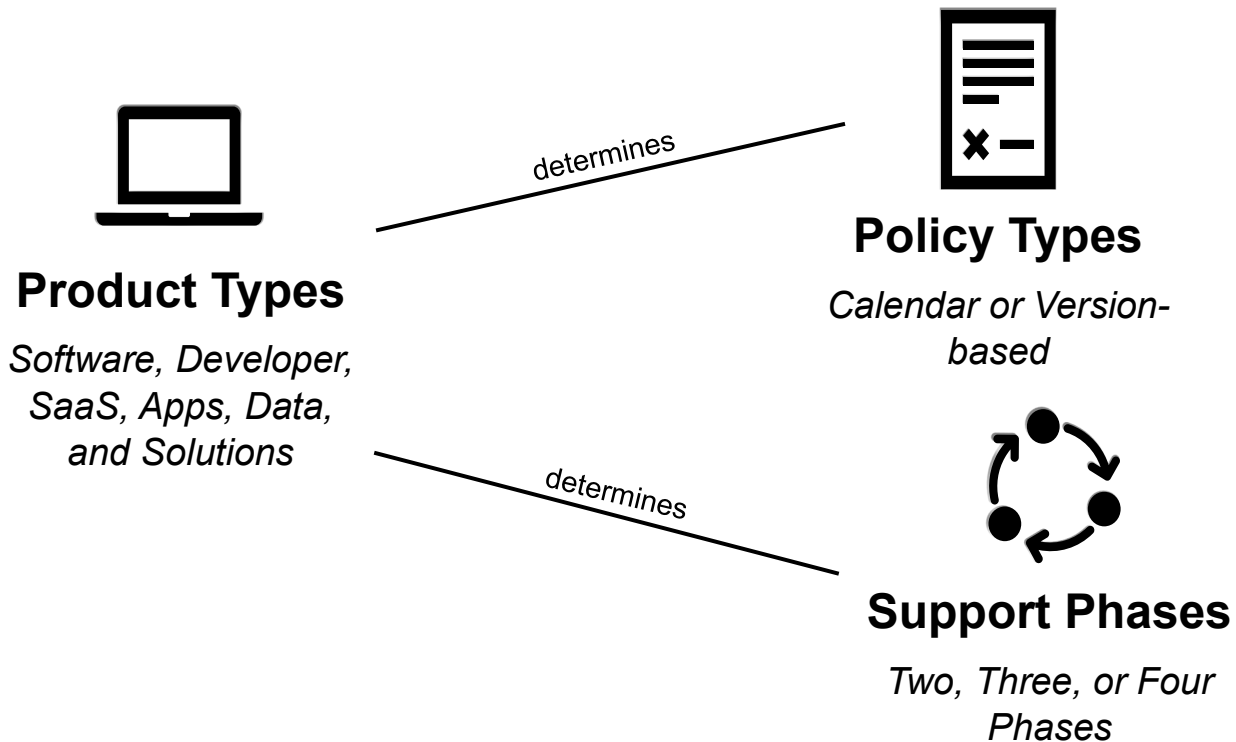 determines
Product Types
Software, Developer,
SaaS, Apps, Data,
and Solutions
Policy Types
Calendar or Version-
based
determines
Support Phases
Two, Three, or Four
Phases